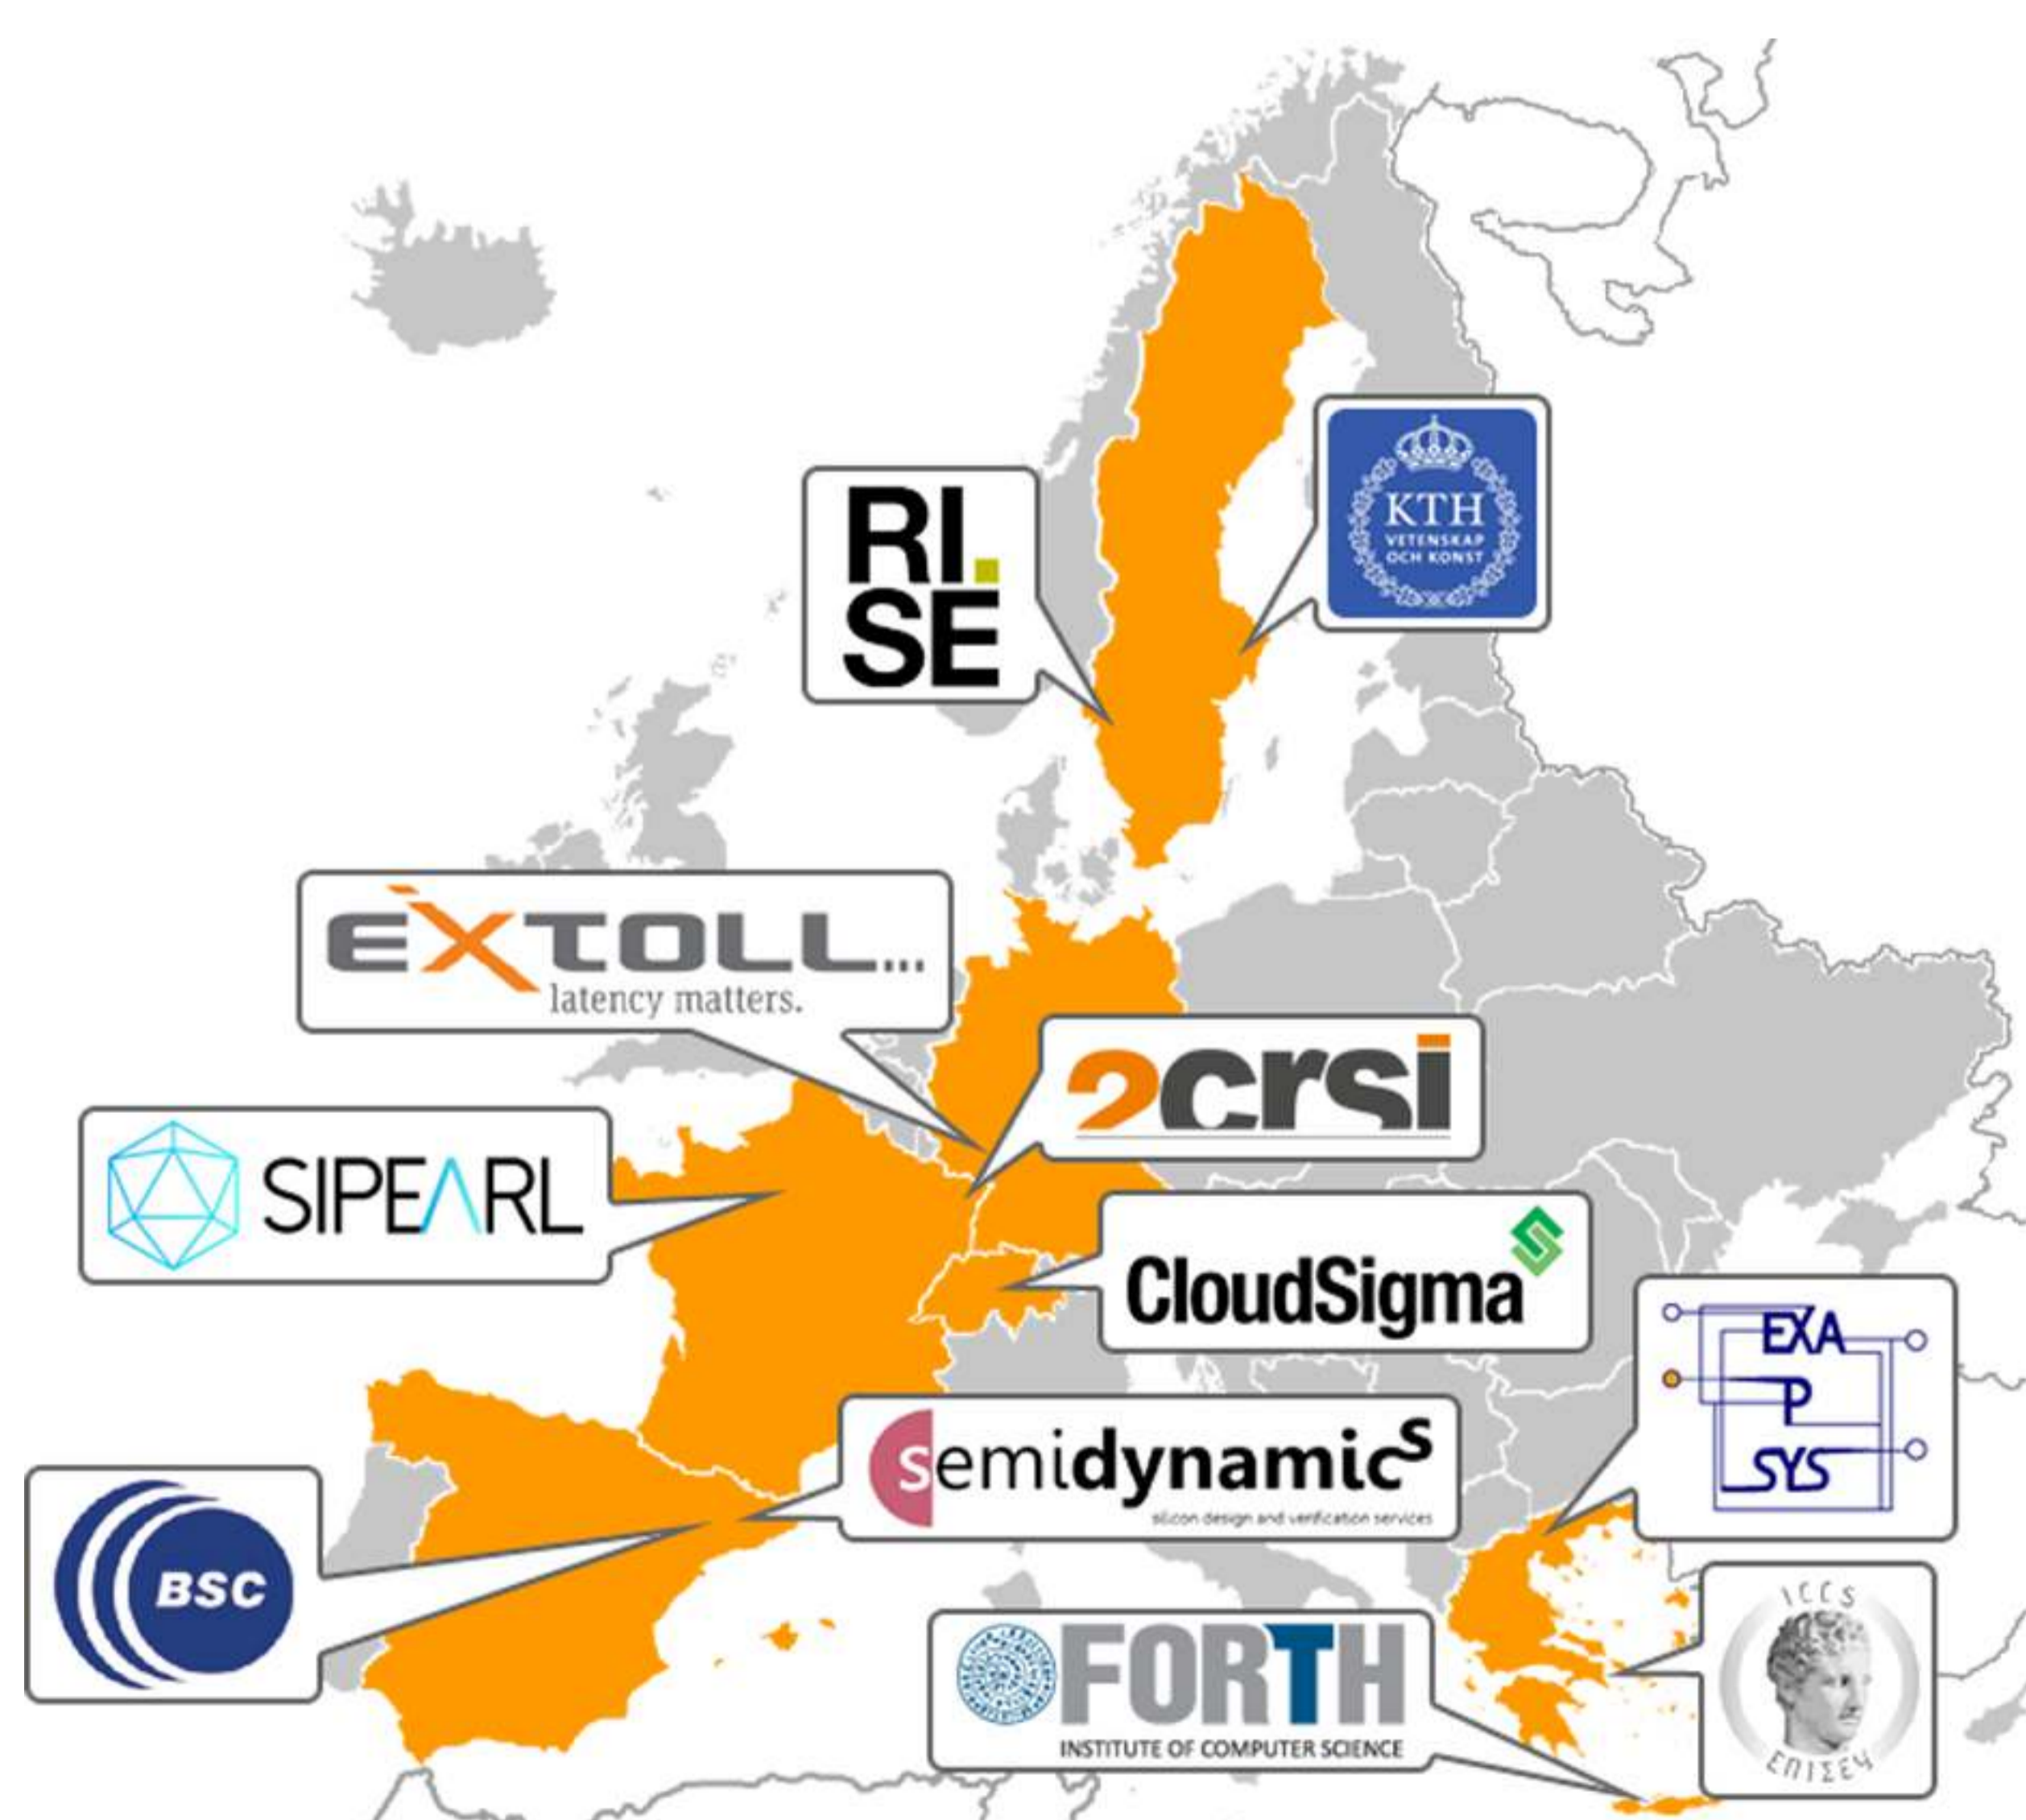 RI.
SE
KTH
VETENSKAP
OCH KONST
EXTOLL...
latency matters.
2crsi
SIPEARL
CloudSigma
EXA
P
SYS
semidynamics
silicon design and verification services
BSC
FORTH
INSTITUTE OF COMPUTER SCIENCE
ICCS
ΕΠΙΣΕΥ